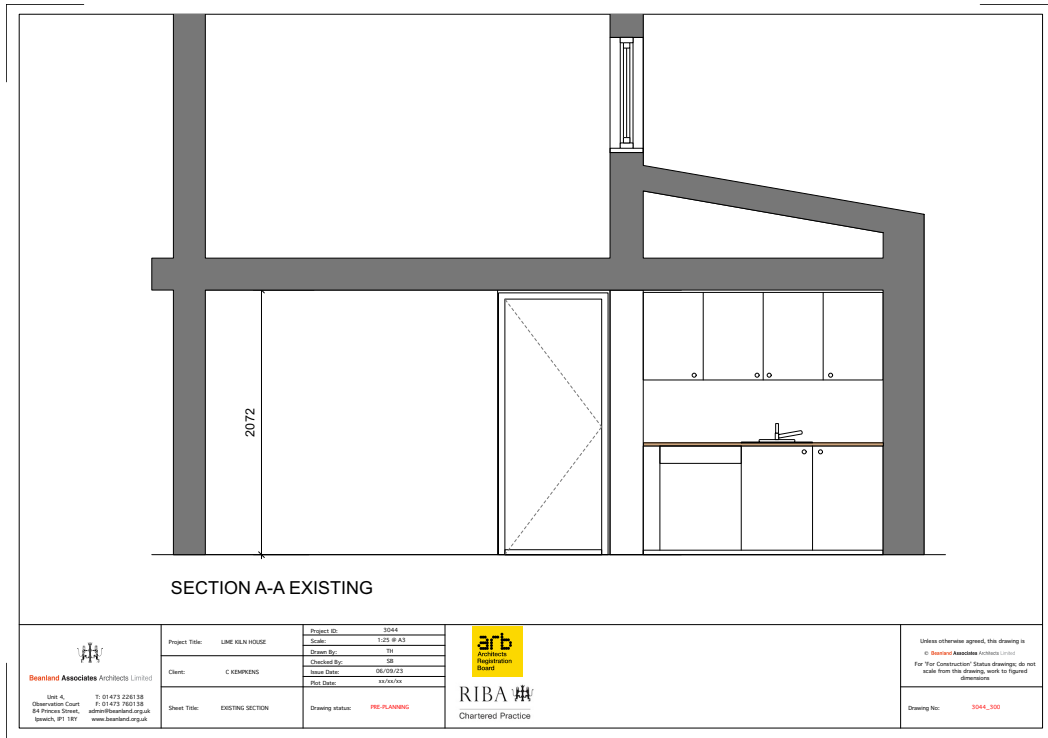 2072
SECTION A-A EXISTING
Beanland Associates Architects Limited
Unit 4,
Observation Court
84 Princes Street,
Ipswich, IP1 1RY
T: 01473 226138
F: 01473 760138
admin@beanland.org.uk
www.beanland.org.uk
Project Title: LIME KILN HOUSE
Client: C KEMPKENS
Sheet Title: EXISTING SECTION
Project ID: 3044
Scale: 1:25 @ A3
Drawn By: TH
Checked By: SB
Issue Date: 06/09/23
Plot Date: xx/xx/xx
Drawing status: PRE-PLANNING
arb
Architects
Registration
Board
RIBA
Chartered Practice
Unless otherwise agreed, this drawing is
© Beanland Associates Architects Limited
For 'For Construction' Status drawings; do not
scale from this drawing, work to figured
dimensions
Drawing No: 3044_300